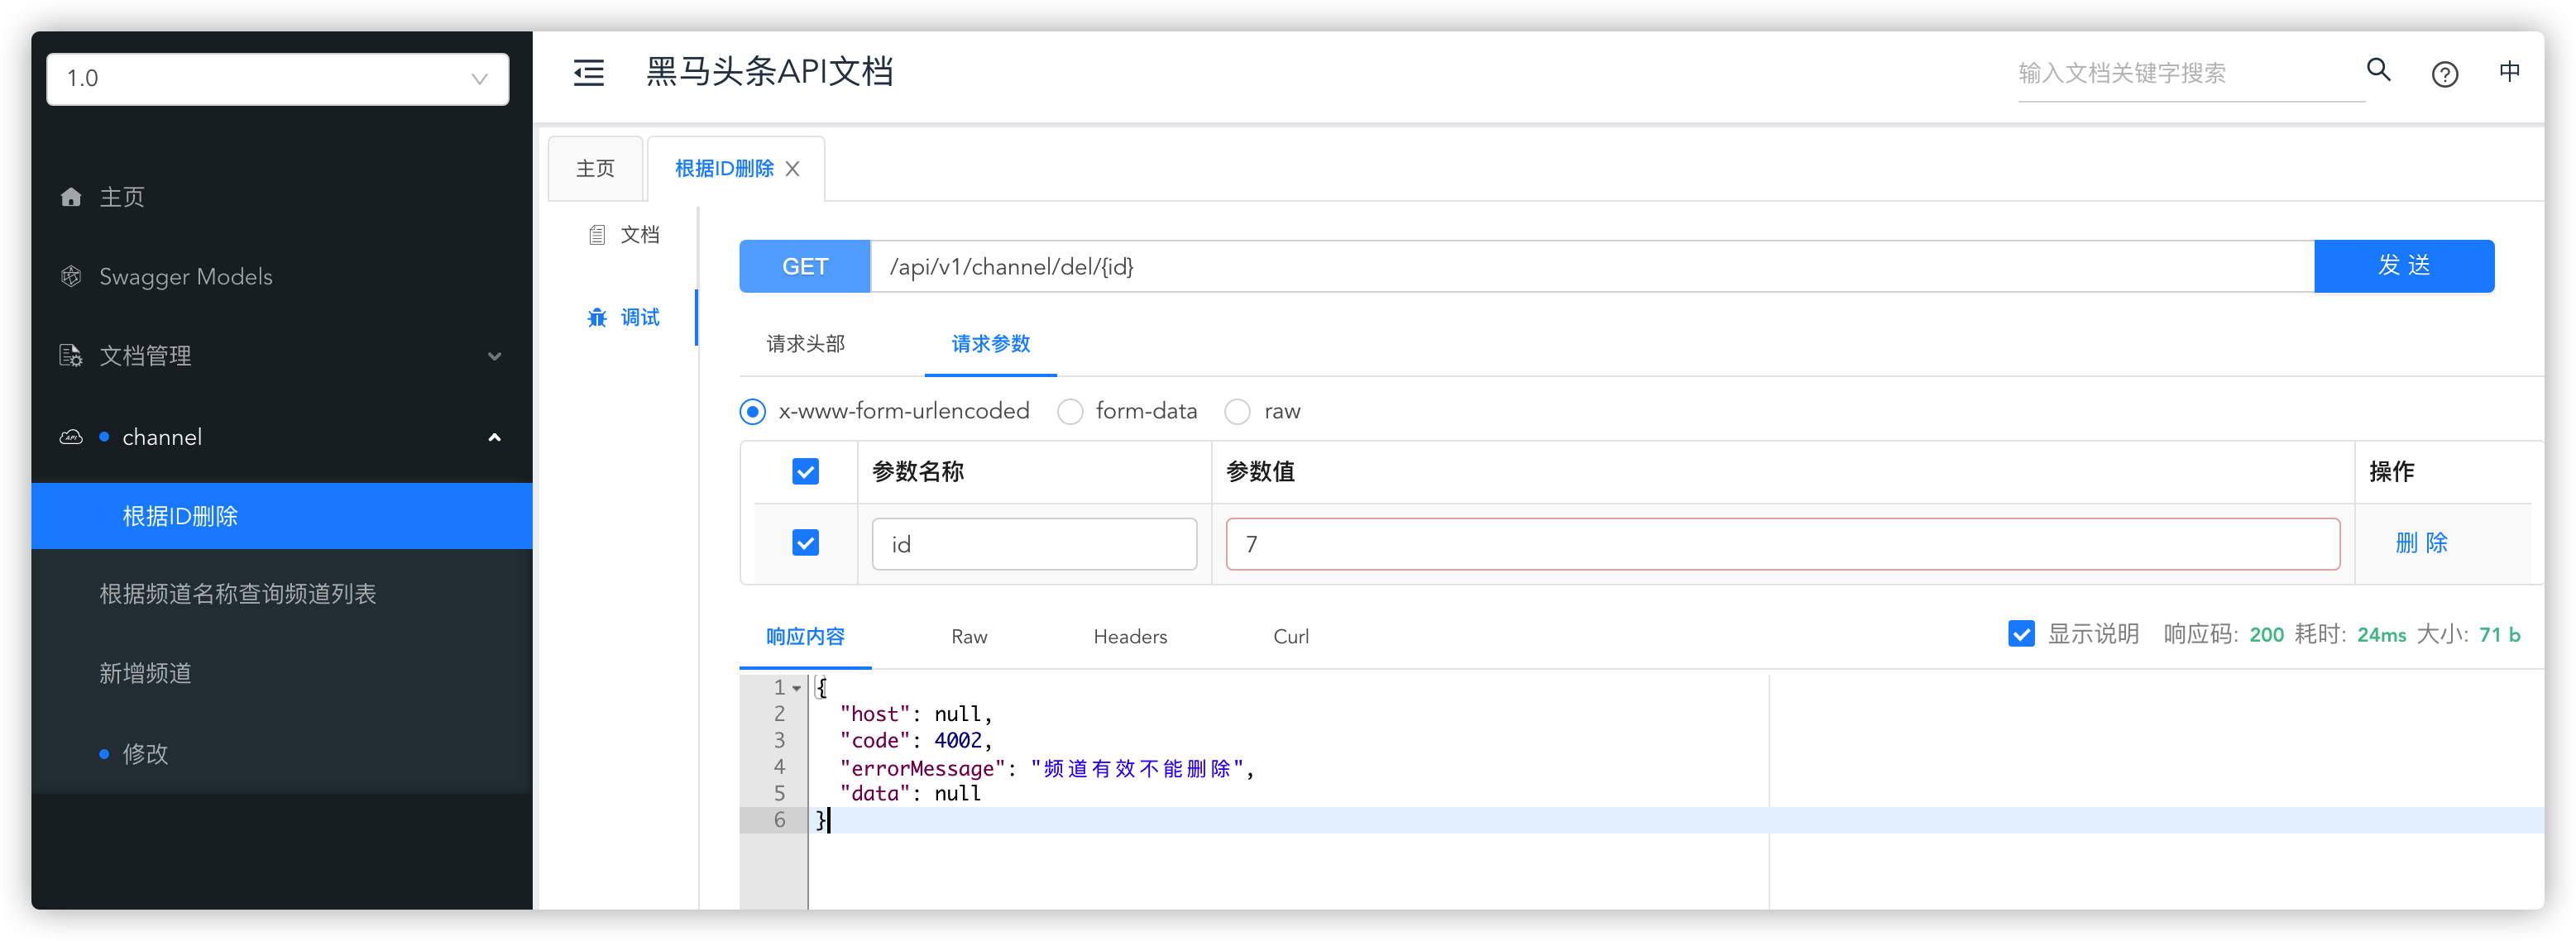 1.0
主页
Swagger Models
文档管理
API channel
根据ID删除
根据频道名称查询频道列表
新增频道
修改
黑马头条API文档
输入文档关键字搜索
? 中
主页 根据ID删除 X
文档
调试
GET /api/v1/channel/del/{id} 发 送
请求头部 请求参数
x-www-form-urlencoded form-data raw
参数名称 参数值 操作
id 7 删 除
响应内容 Raw Headers Curl 显示说明 响应码: 200 耗时: 24ms 大小: 71 b
1 {
2 "host": null,
3 "code": 4002,
4 "errorMessage": "频道有效不能删除",
5 "data": null
6 }